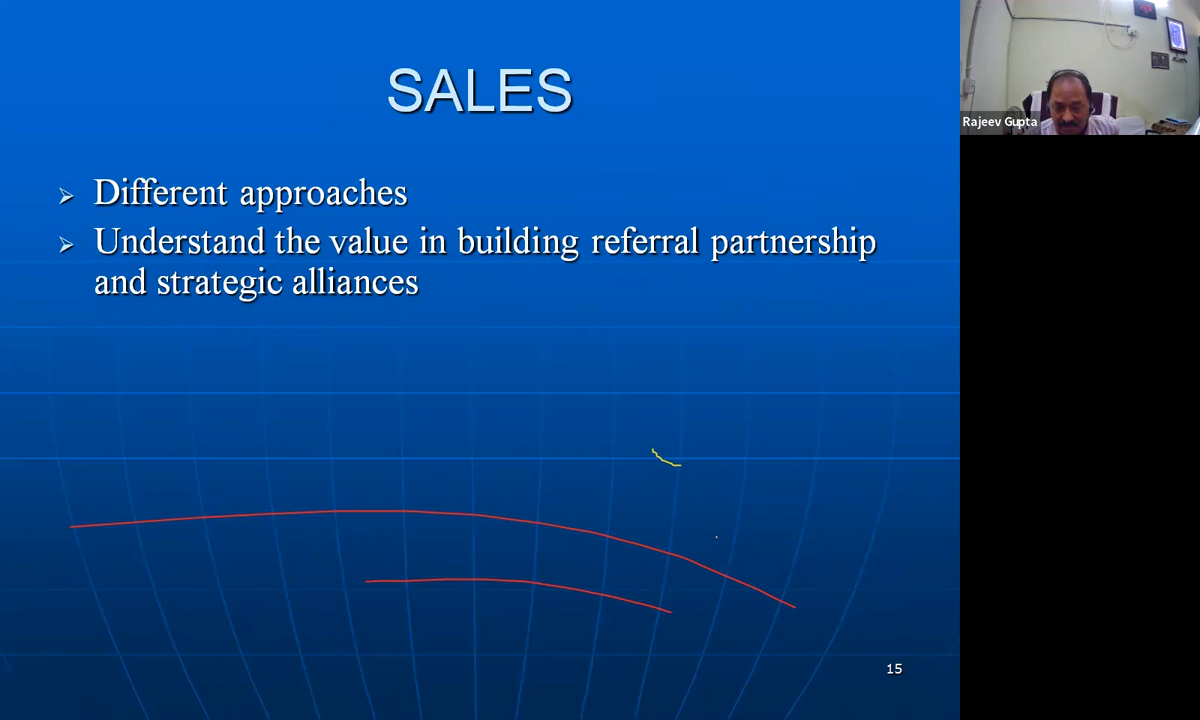 SALES
Different approaches
Understand the value in building referral partnership
and strategic alliances
15
Rajeev Gupta